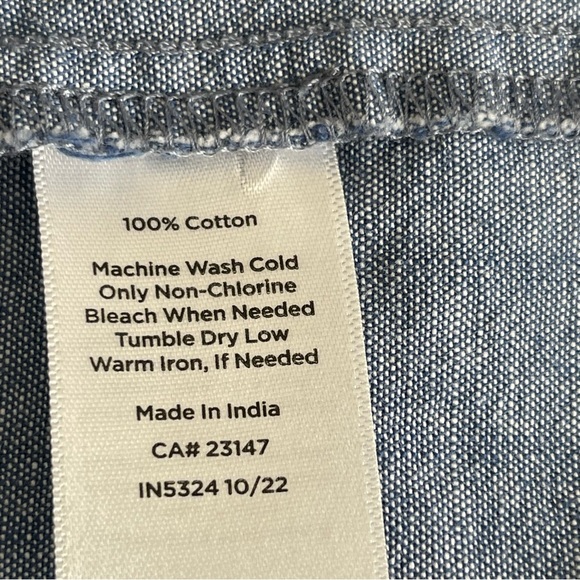 100% Cotton
Machine Wash Cold
Only Non-Chlorine
Bleach When Needed
Tumble Dry Low
Warm Iron, If Needed
Made In India
CA# 23147
IN5324 10/22